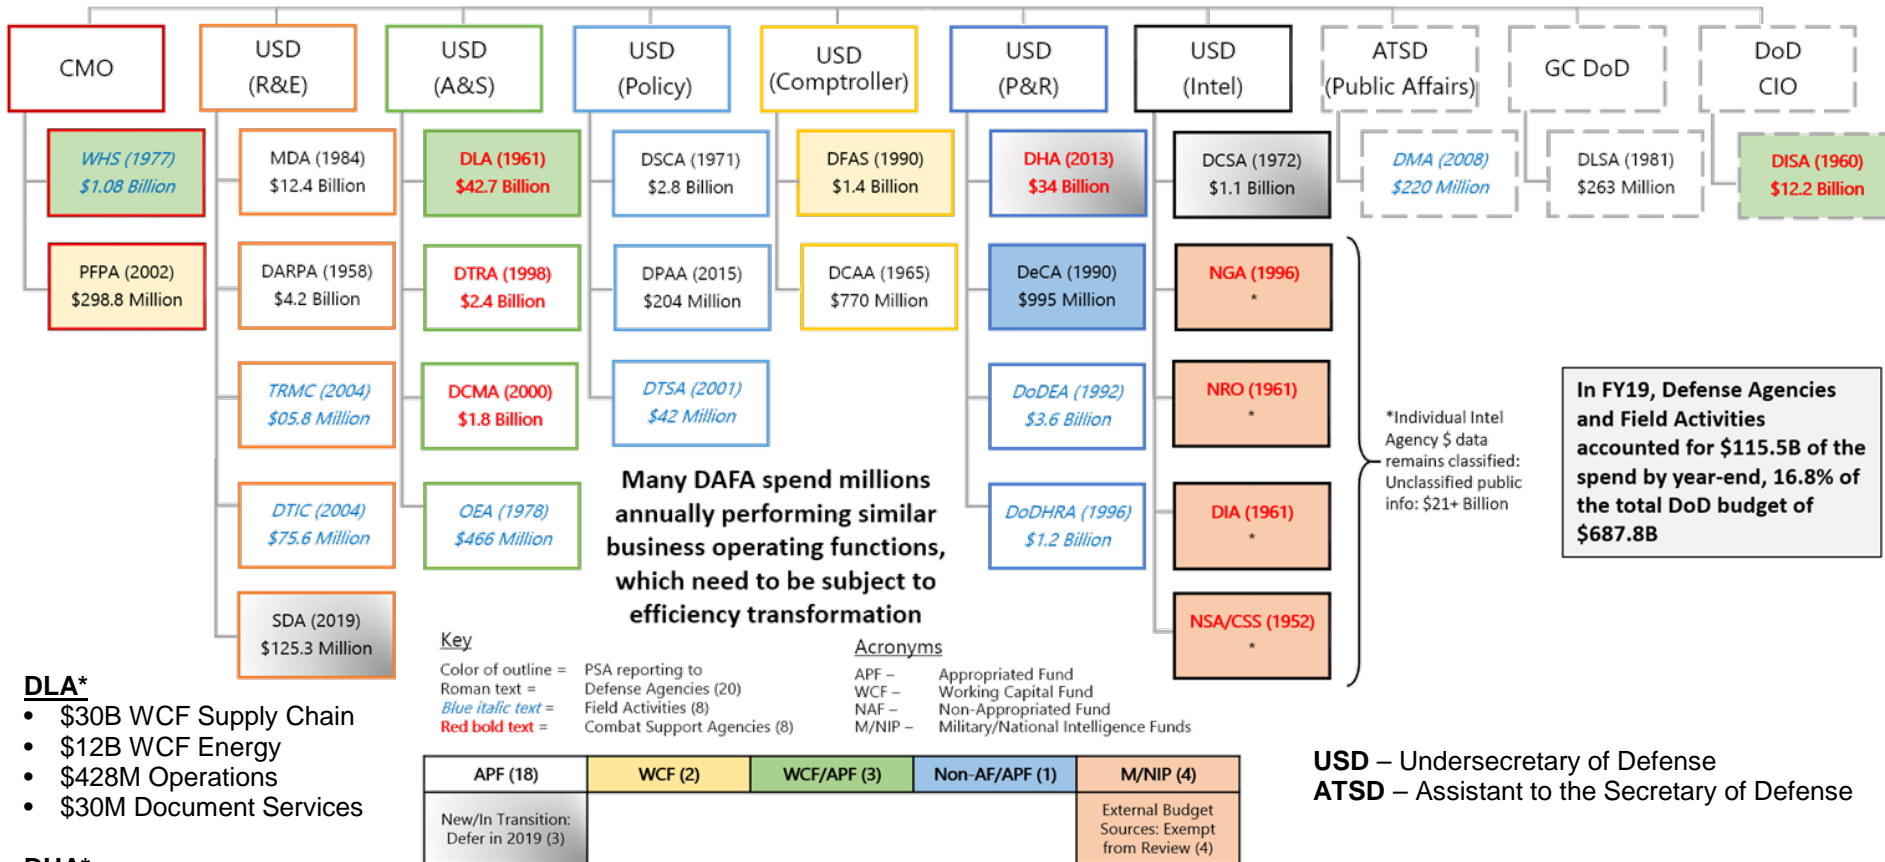 CMO
USD
(R&E)
USD
(A&S)
USD
(Policy)
USD
(Comptroller)
USD
(P&R)
USD
(Intel)
ATSD
(Public Affairs)
GC DoD
DoD
CIO
WHS (1977)
$1.08 Billion
MDA (1984)
$12.4 Billion
DLA (1961)
$42.7 Billion
DSCA (1971)
$2.8 Billion
DFAS (1990)
$1.4 Billion
DHA (2013)
$34 Billion
DCSA (1972)
$1.1 Billion
DMA (2008)
$220 Million
DLSA (1981)
$263 Million
DISA (1960)
$12.2 Billion
PFPA (2002)
$298.8 Million
DARPA (1958)
$4.2 Billion
DTRA (1998)
$2.4 Billion
DPAA (2015)
$204 Million
DCAA (1965)
$770 Million
DeCA (1990)
$995 Million
NGA (1996)
*
TRMC (2004)
$05.8 Million
DCMA (2000)
$1.8 Billion
DTSA (2001)
$42 Million
DoDEA (1992)
$3.6 Billion
NRO (1961)
*
DTIC (2004)
$75.6 Million
OEA (1978)
$466 Million
DoDHRA (1996)
$1.2 Billion
DIA (1961)
*
SDA (2019)
$125.3 Million
NSA/CSS (1952)
*
*Individual Intel
Agency $ data
remains classified:
Unclassified public
info: $21+ Billion
In FY19, Defense Agencies
and Field Activities
accounted for $115.5B of the
spend by year-end, 16.8% of
the total DoD budget of
$687.8B
Many DAFA spend millions
annually performing similar
business operating functions,
which need to be subject to
efficiency transformation
Key
Color of outline = PSA reporting to
Roman text = Defense Agencies (20)
Blue italic text = Field Activities (8)
Red bold text = Combat Support Agencies (8)
Acronyms
APF – Appropriated Fund
WCF – Working Capital Fund
NAF – Non-Appropriated Fund
M/NIP – Military/National Intelligence Funds
DLA*
• $30B WCF Supply Chain
• $12B WCF Energy
• $428M Operations
• $30M Document Services
DHA*
APF (18)
WCF (2)
WCF/APF (3)
Non-AF/APF (1)
M/NIP (4)
New/In Transition:
Defer in 2019 (3)
External Budget
Sources: Exempt
from Review (4)
USD – Undersecretary of Defense
ATSD – Assistant to the Secretary of Defense